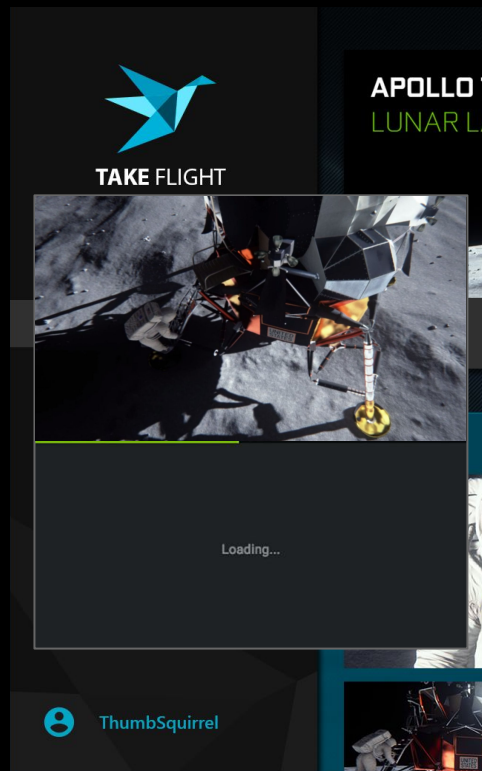 TAKE FLIGHT
APOLLO
LUNAR L
Loading...
ThumbSquirrel